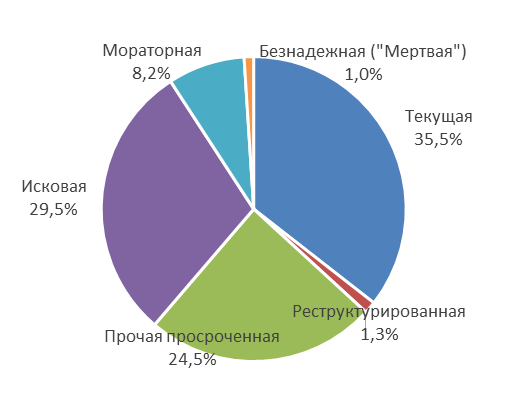 Мораторная
8,2%
Безнадежная ("Мертвая")
1,0%
Текущая
35,5%
Исковая
29,5%
Реструктурированная
1,3%
Прочая просроченная
24,5%